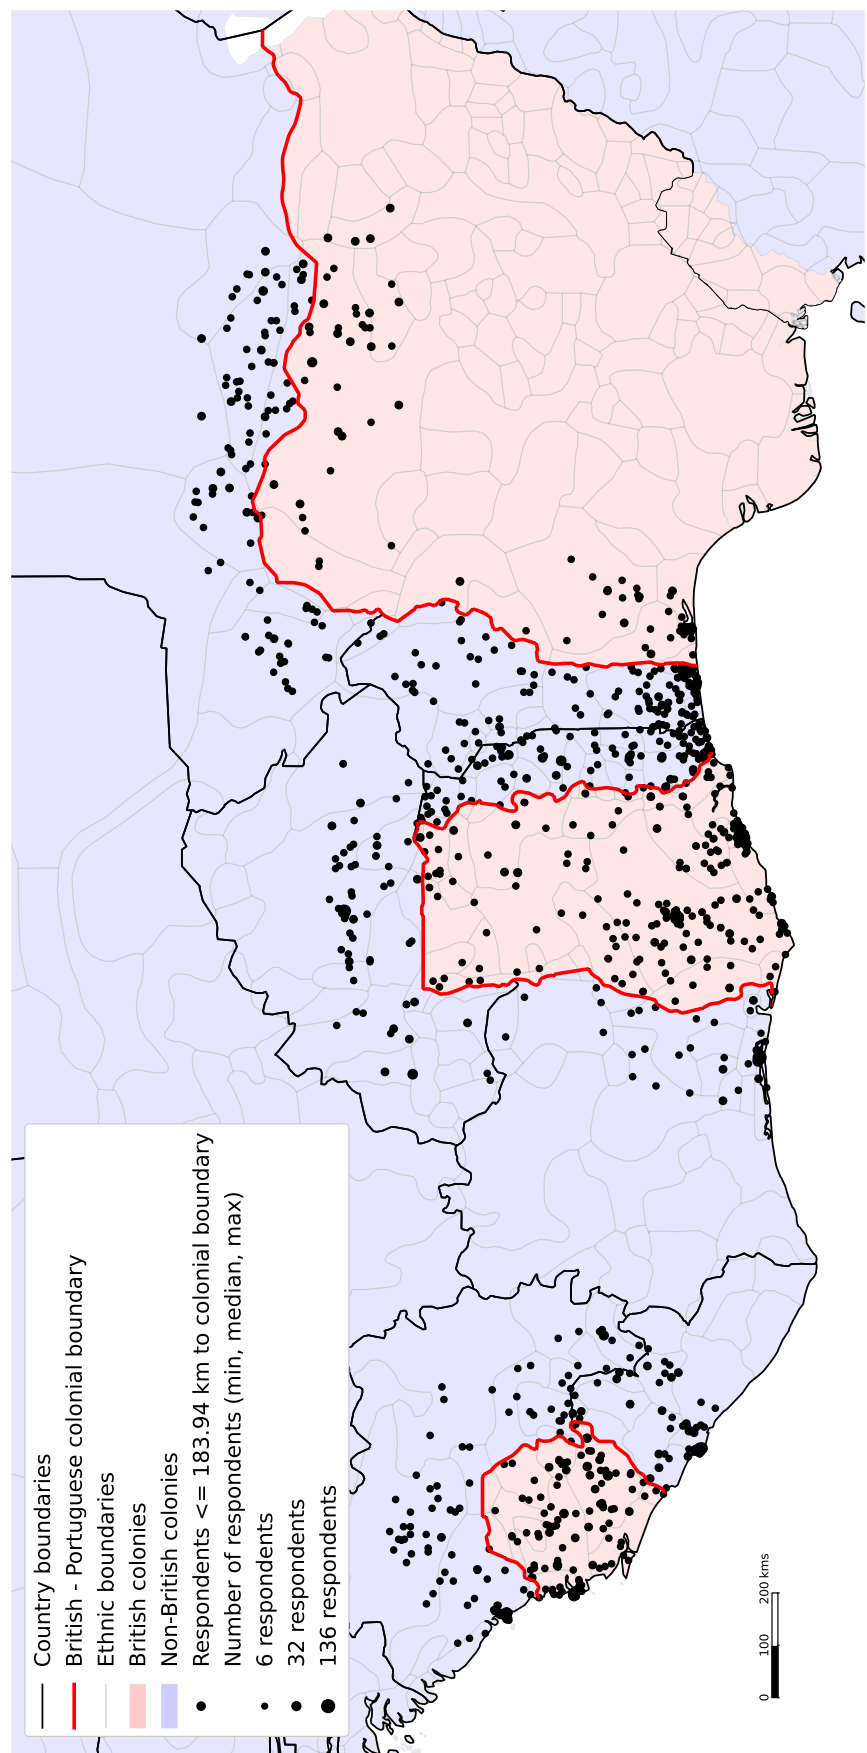 Country boundaries
British - Portuguese colonial boundary
Ethnic boundaries
British colonies
Non-British colonies
Respondents <= 183.94 km to colonial boundary
Number of respondents (min, median, max)
6 respondents
32 respondents
136 respondents
0 100 200 kms